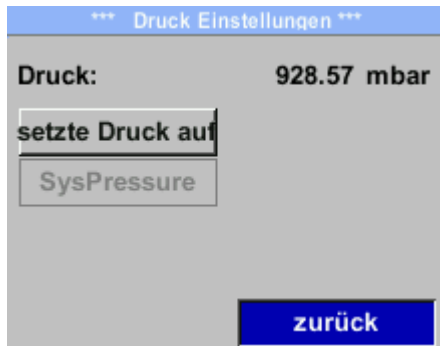 *** Druck Einstellungen ***
Druck: 928.57 mbar
setzte Druck auf
SysPressure
zurück